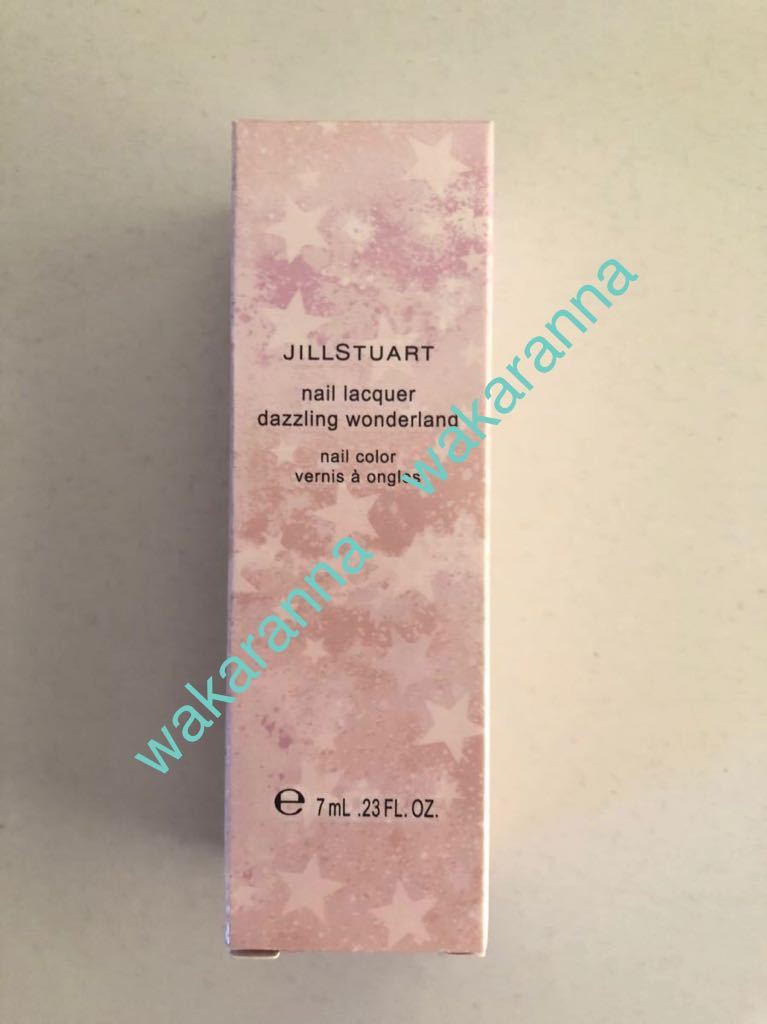 JILLSTUART
nail lacquer
dazzling wonderland
nail color
vernis à ongles
wakaranna
wakaranna
℮ 7 mL .23 FL. OZ.